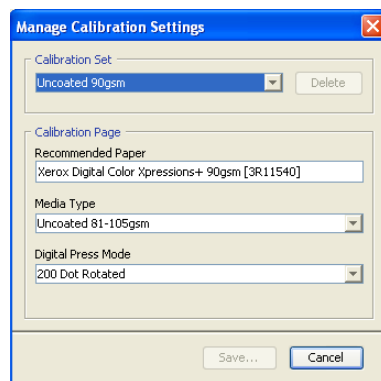 Manage Calibration Settings
Calibration Set
Uncoated 90gsm
Delete
Calibration Page
Recommended Paper
Xerox Digital Color Xpressions+ 90gsm [3R11540]
Media Type
Uncoated 81-105gsm
Digital Press Mode
200 Dot Rotated
Save...
Cancel